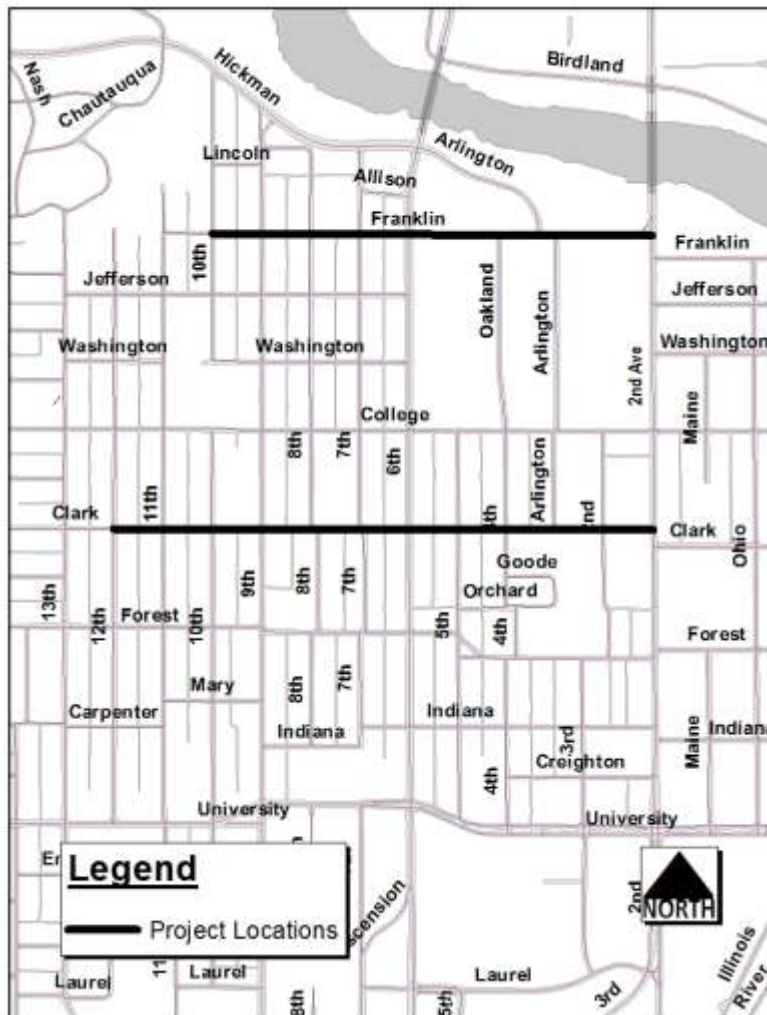 Birdland
Hickman
Nash
Chautauqua
Arlington
Lincoln
Allison
Franklin
Franklin
10th
Jefferson
Oakland
Arlington
Jefferson
Washington
Washington
2nd Ave
Washington
College
Maine
8th
7th
6th
11th
Arlington
Clark
Clark
Ohio
Goode
9th
8th
7th
Orchard
13th
12th
Forest
10th
5th
4th
Forest
Mary
8th
7th
Carpenter
Indiana
Indiana
3rd
Maine
Indiana
Creighton
4th
University
University
Legend
Project Locations
NORTH
2nd
Illinois
River
Laurel
Laurel
Laurel
3rd
8th
5th